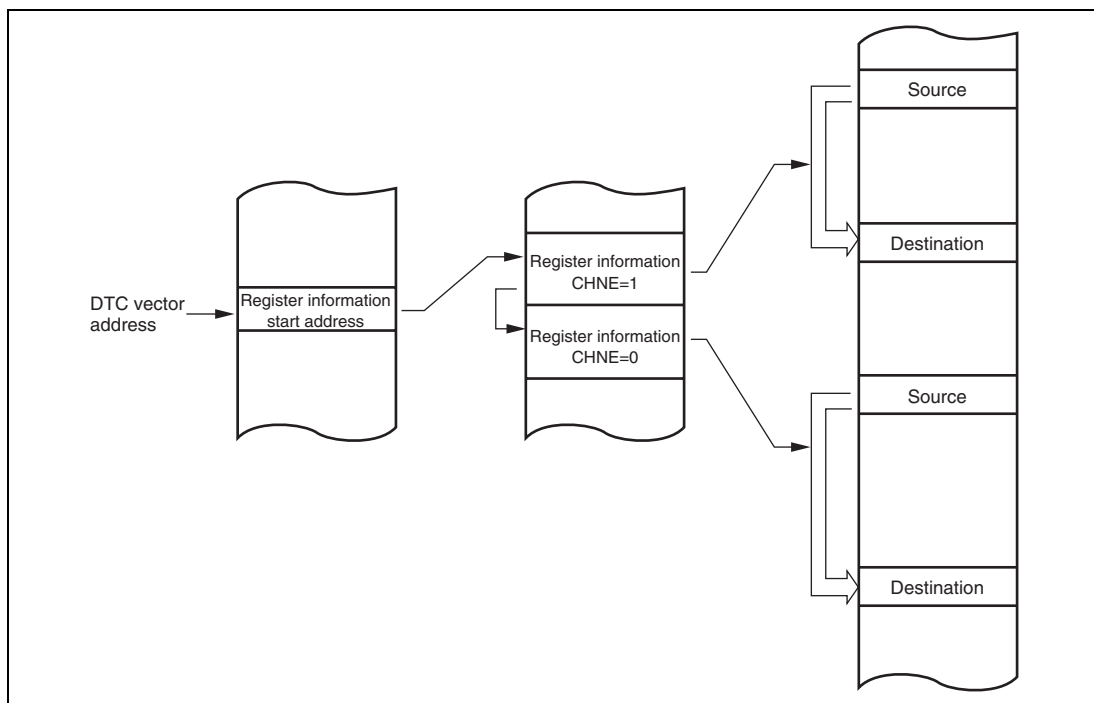 DTC vector
address
Register information
start address
Register information
CHNE=1
Register information
CHNE=0
Source
Destination
Source
Destination